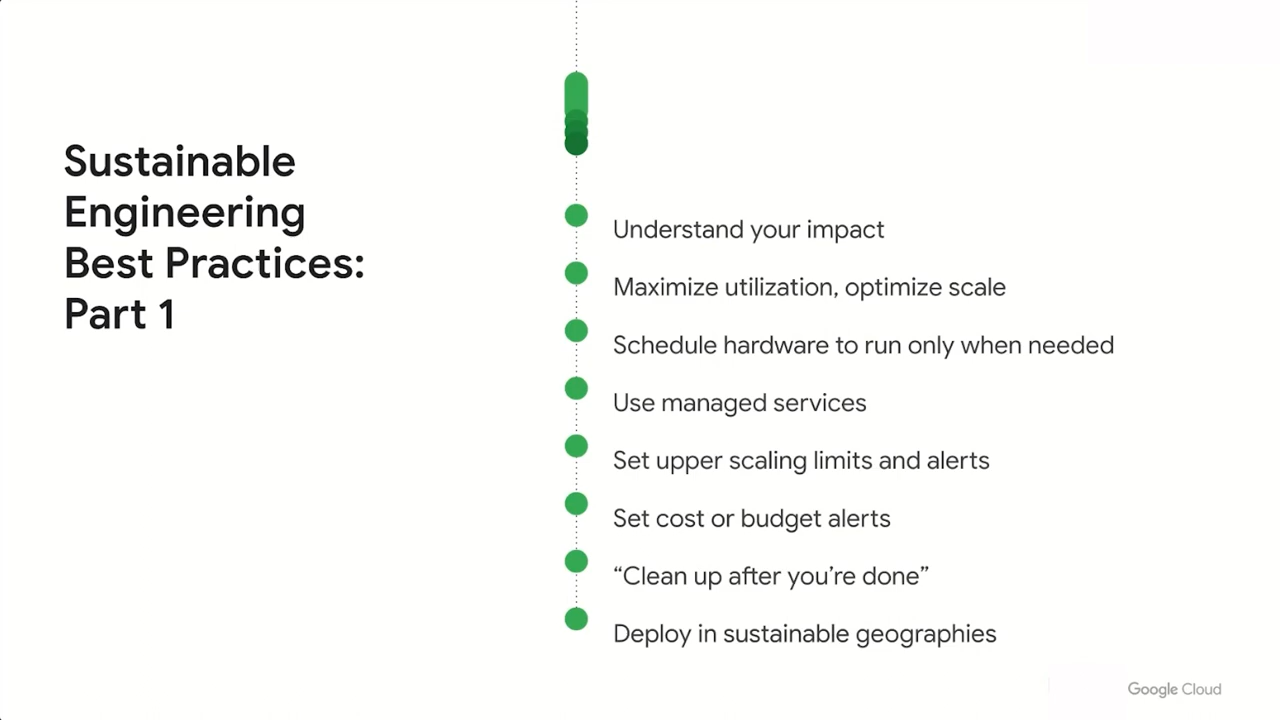 Sustainable
Engineering
Best Practices:
Part 1
Understand your impact
Maximize utilization, optimize scale
Schedule hardware to run only when needed
Use managed services
Set upper scaling limits and alerts
Set cost or budget alerts
“Clean up after you’re done”
Deploy in sustainable geographies
Google Cloud